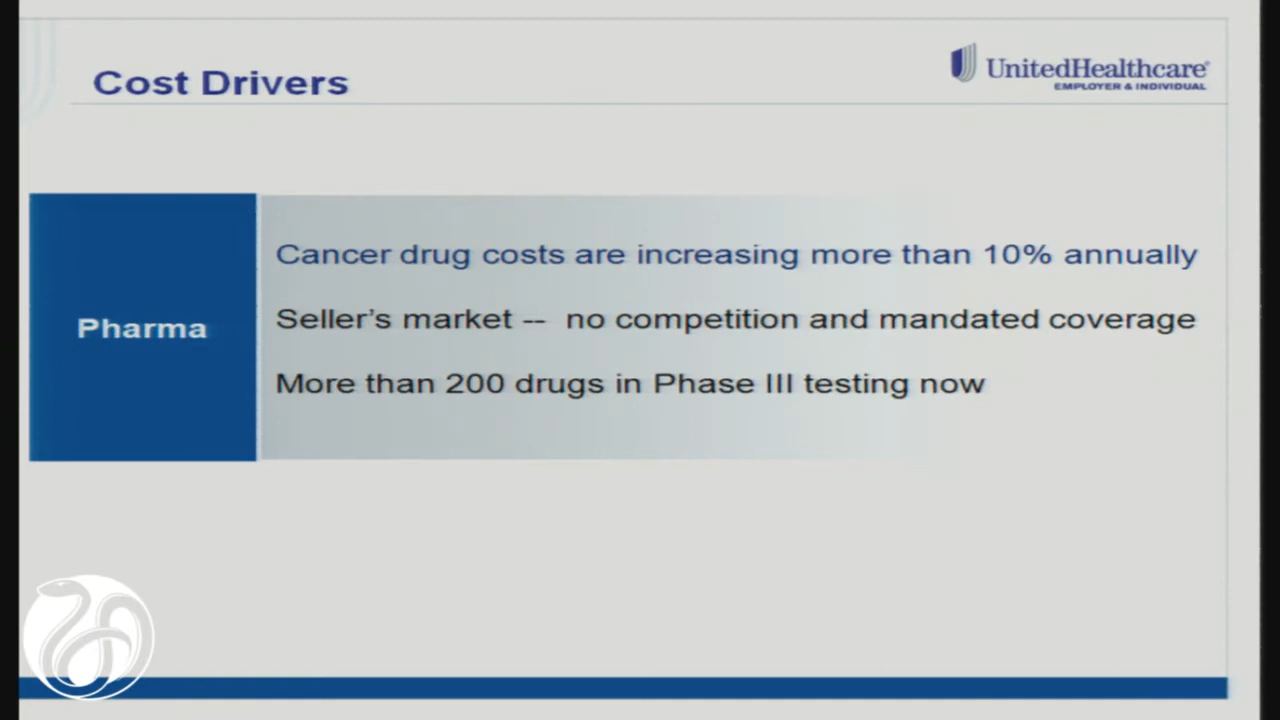 Cost Drivers
UnitedHealthcare®
EMPLOYER & INDIVIDUAL
Pharma
Cancer drug costs are increasing more than 10% annually
Seller's market -- no competition and mandated coverage
More than 200 drugs in Phase III testing now